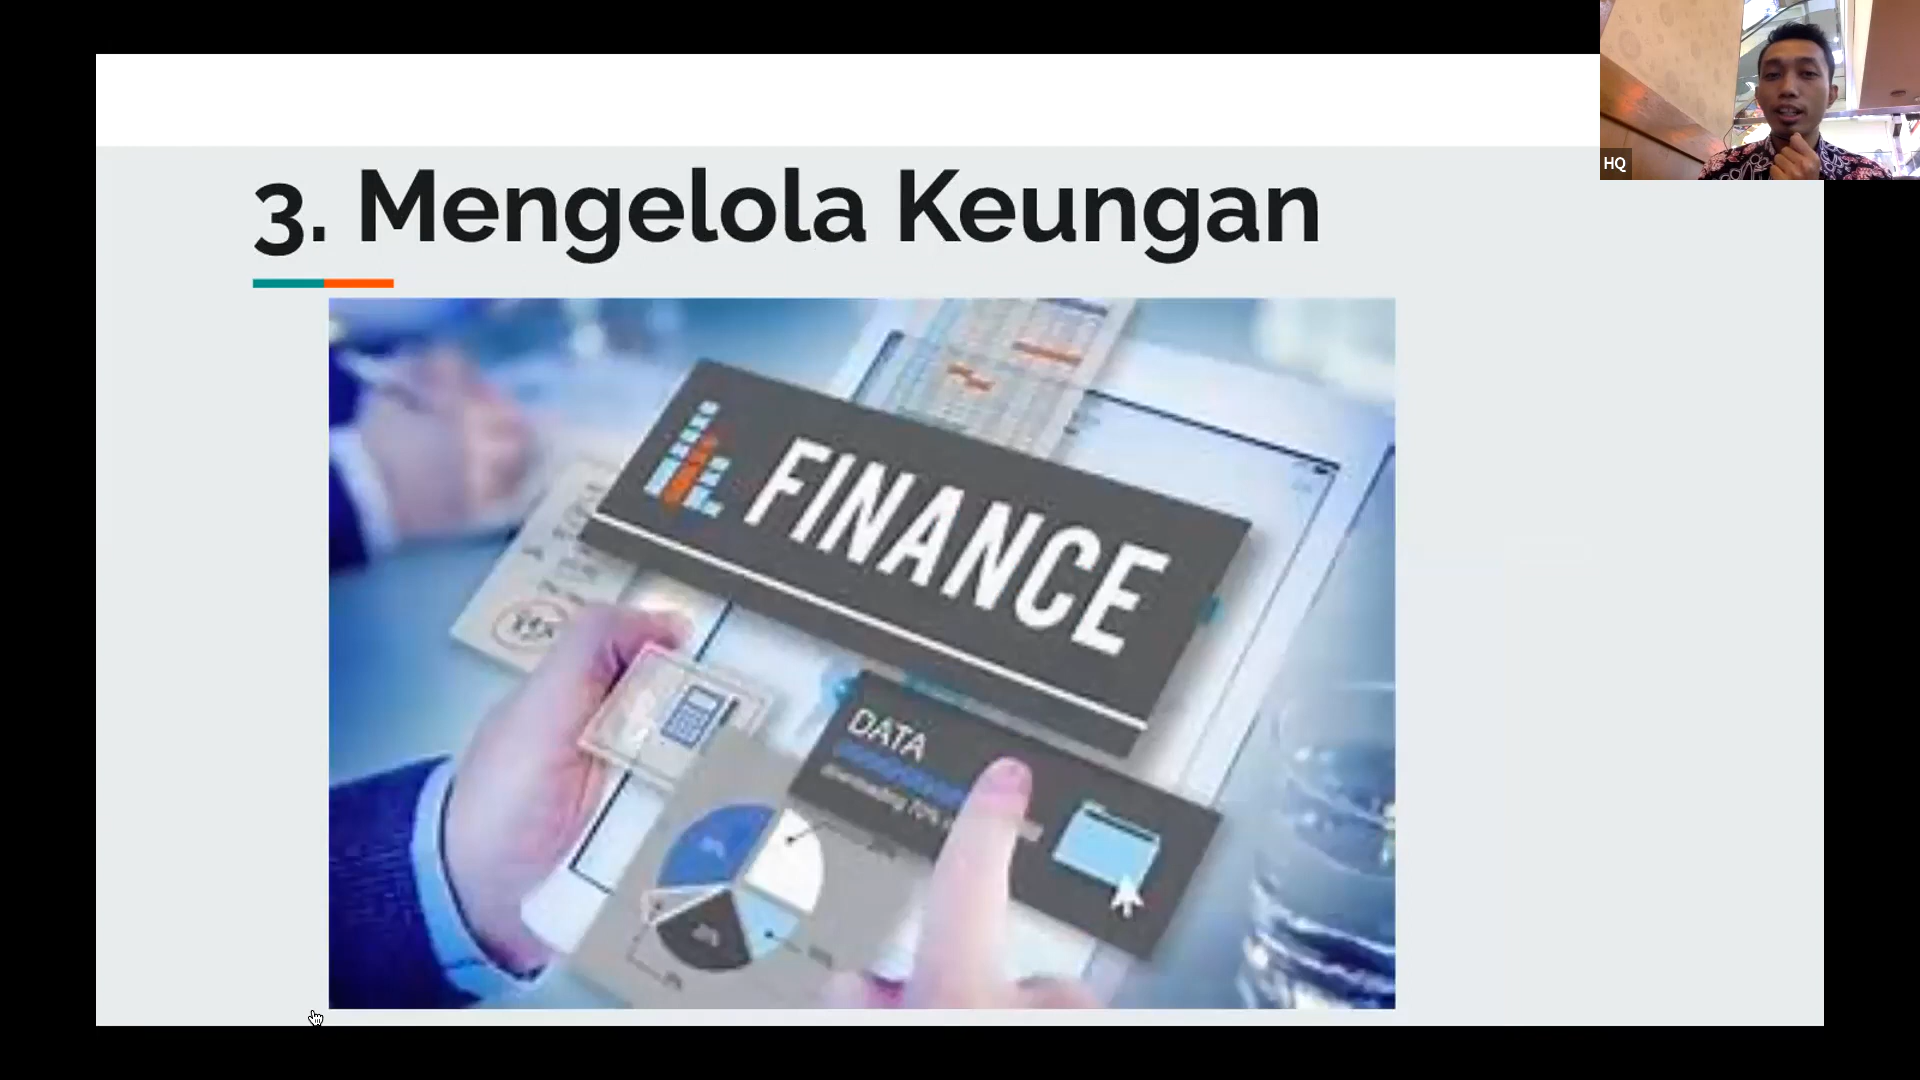 HQ
3. Mengelola Keungan
FINANCE
DATA